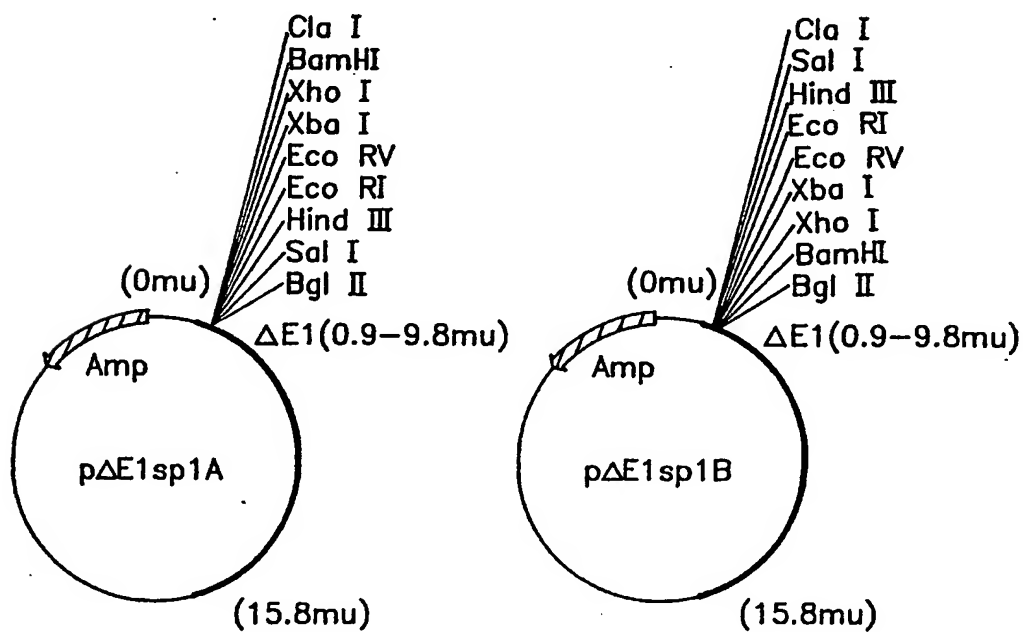 Cla I
BamHI
Xho I
Xba I
Eco RV
Eco RI
Hind III
Sal I
Bgl II
(0mu)
ΔE1(0.9-9.8mu)
Amp
pΔE1sp1A
(15.8mu)
Cla I
Sal I
Hind III
Eco RI
Eco RV
Xba I
Xho I
BamHI
Bgl II
(0mu)
ΔE1(0.9-9.8mu)
Amp
pΔE1sp1B
(15.8mu)